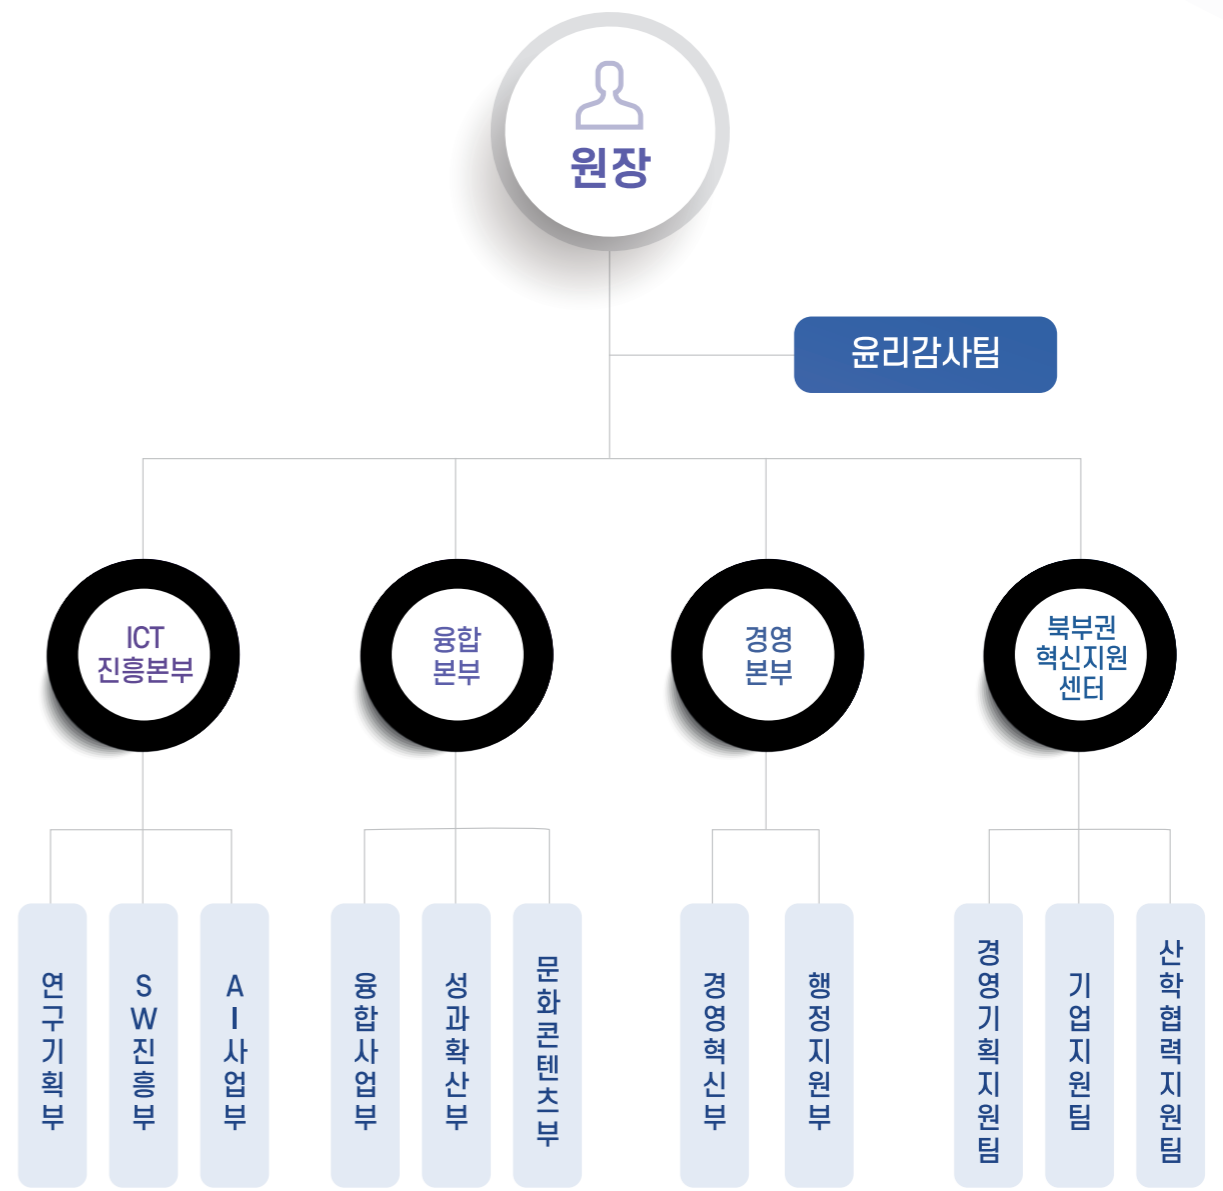 원장
윤리감사팀
ICT
진흥본부
융합
본부
경영
본부
북부권
혁신지원
센터
연구기획부
SW진흥부
AI사업부
융합사업부
성과확산부
문화콘텐츠부
경영혁신부
행정지원부
경영기획지원팀
기업지원팀
산학협력지원팀